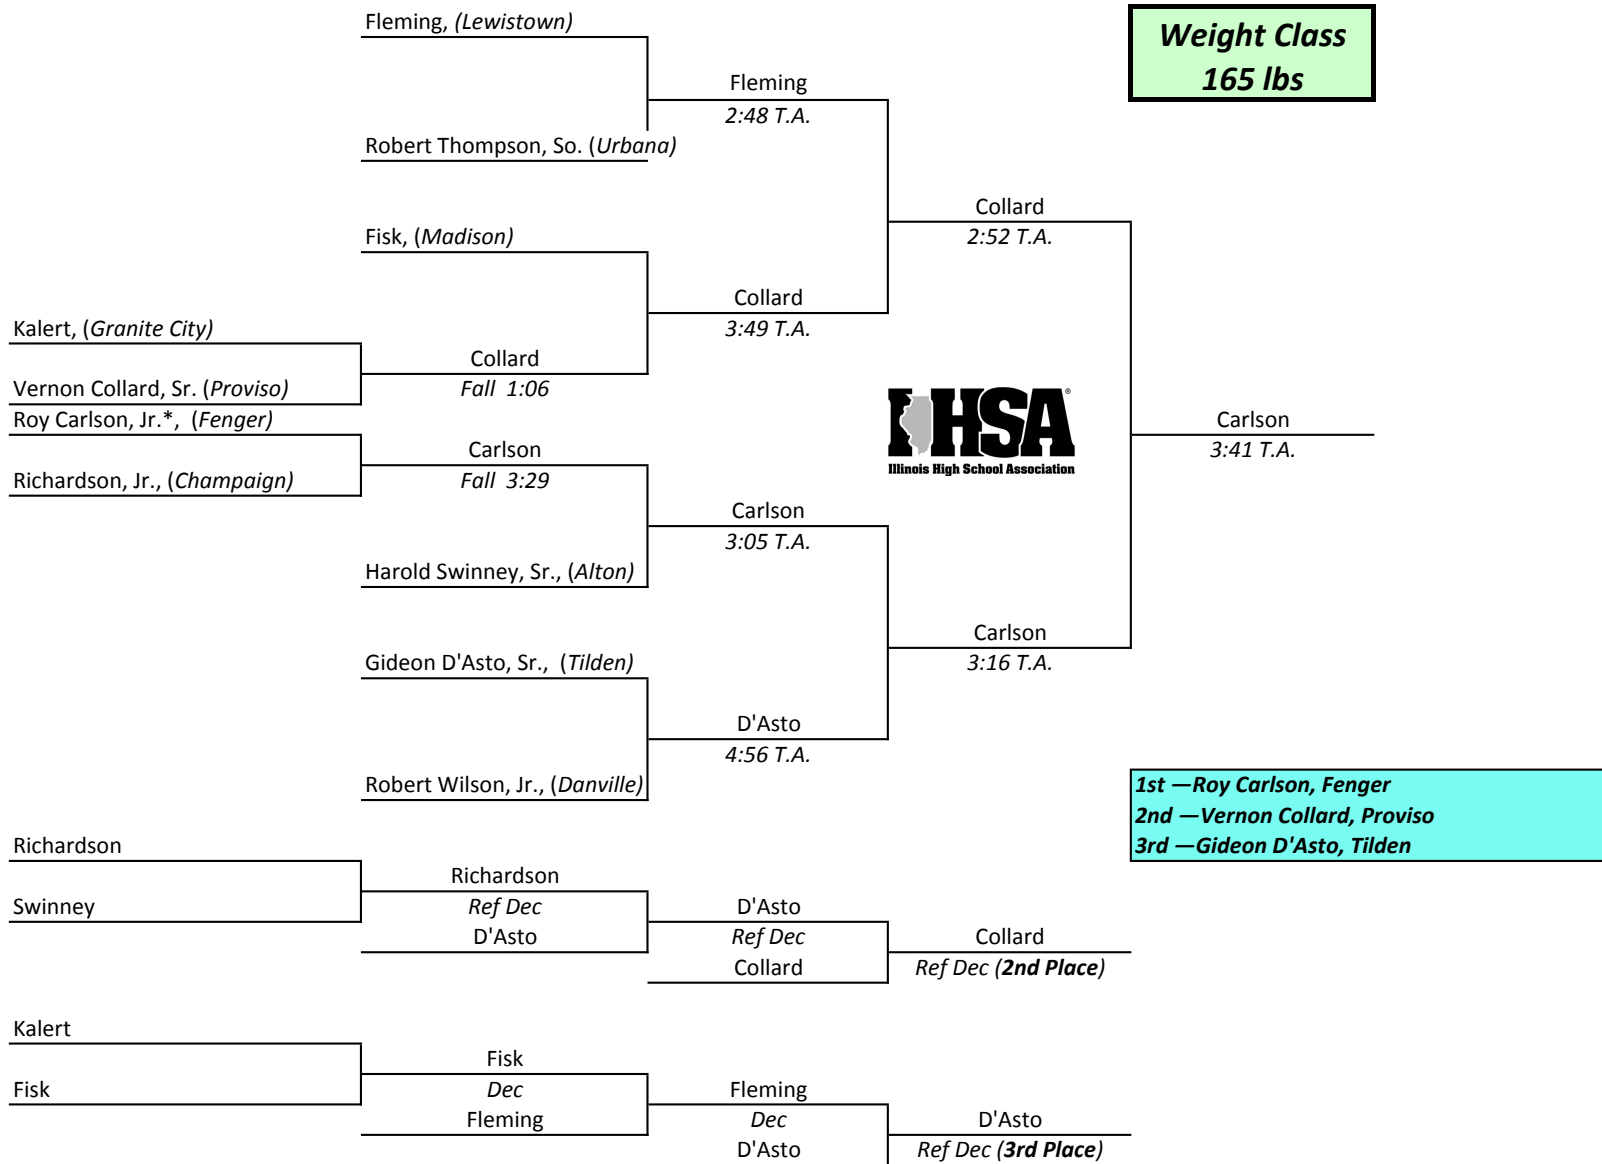 Fleming, (Lewistown)
Weight Class
165 lbs
Fleming
2:48 T.A.
Robert Thompson, So. (Urbana)
Collard
2:52 T.A.
Fisk, (Madison)
Collard
3:49 T.A.
Kalert, (Granite City)
Collard
Fall 1:06
Vernon Collard, Sr. (Proviso)
Roy Carlson, Jr.*, (Fenger)
Carlson
Fall 3:29
Richardson, Jr., (Champaign)
IHSA®
Illinois High School Association
Carlson
3:41 T.A.
Carlson
3:05 T.A.
Harold Swinney, Sr., (Alton)
Carlson
3:16 T.A.
Gideon D'Asto, Sr., (Tilden)
D'Asto
4:56 T.A.
Robert Wilson, Jr., (Danville)
1st —Roy Carlson, Fenger
2nd —Vernon Collard, Proviso
3rd —Gideon D'Asto, Tilden
Richardson
Richardson
Ref Dec
Swinney
D'Asto
D'Asto
Ref Dec
Collard
Collard
Ref Dec (2nd Place)
Kalert
Fisk
Dec
Fisk
Fleming
Fleming
Dec
D'Asto
D'Asto
Ref Dec (3rd Place)